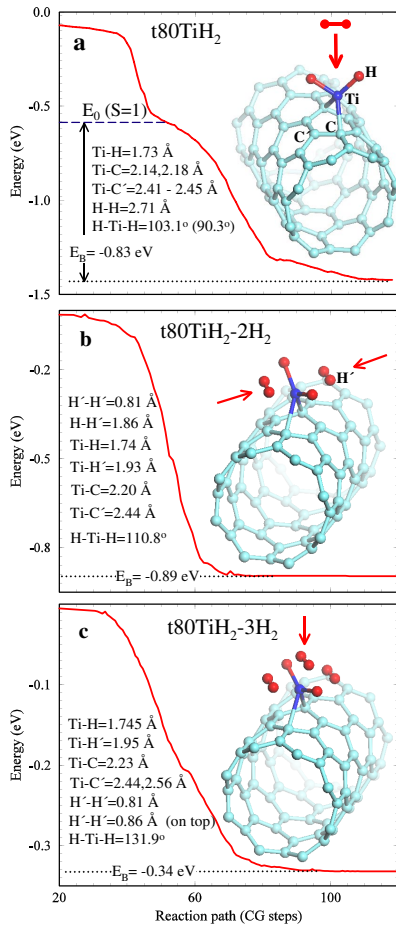 a
t80TiH₂
0.0
-0.5
-1.0
-1.5
Energy (eV)
E₀ (S=1)
Ti-H=1.73 Å
Ti-C=2.14,2.18 Å
Ti-C´=2.41 - 2.45 Å
H-H=2.71 Å
H-Ti-H=103.1° (90.3°)
E_B= -0.83 eV
H
Ti
C
C´
b
t80TiH₂-2H₂
-0.2
-0.5
-0.9
Energy (eV)
H´-H´=0.81 Å
H-H´=1.86 Å
Ti-H=1.74 Å
Ti-H´=1.93 Å
Ti-C=2.20 Å
Ti-C´=2.44 Å
H-Ti-H=110.8°
E_B= -0.89 eV
H´
c
t80TiH₂-3H₂
-0.1
-0.2
-0.3
Energy (eV)
Ti-H=1.745 Å
Ti-H´=1.95 Å
Ti-C=2.23 Å
Ti-C´=2.44,2.56 Å
H´-H´=0.81 Å
H´-H´=0.86 Å (on top)
H-Ti-H=131.9°
E_B= -0.34 eV
20 60 100
Reaction path (CG steps)